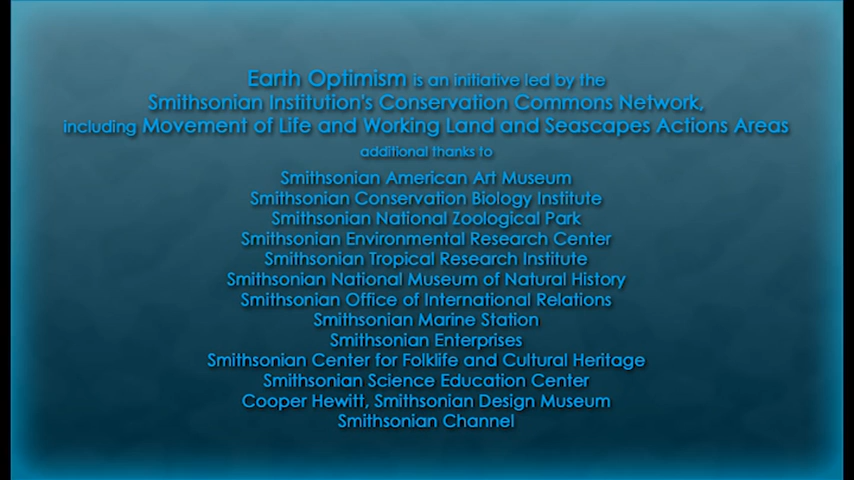 Earth Optimism is an initiative led by the
Smithsonian Institution's Conservation Commons Network,
including Movement of Life and Working Land and Seascapes Actions Areas
additional thanks to
Smithsonian American Art Museum
Smithsonian Conservation Biology Institute
Smithsonian National Zoological Park
Smithsonian Environmental Research Center
Smithsonian Tropical Research Institute
Smithsonian National Museum of Natural History
Smithsonian Office of International Relations
Smithsonian Marine Station
Smithsonian Enterprises
Smithsonian Center for Folklife and Cultural Heritage
Smithsonian Science Education Center
Cooper Hewitt, Smithsonian Design Museum
Smithsonian Channel